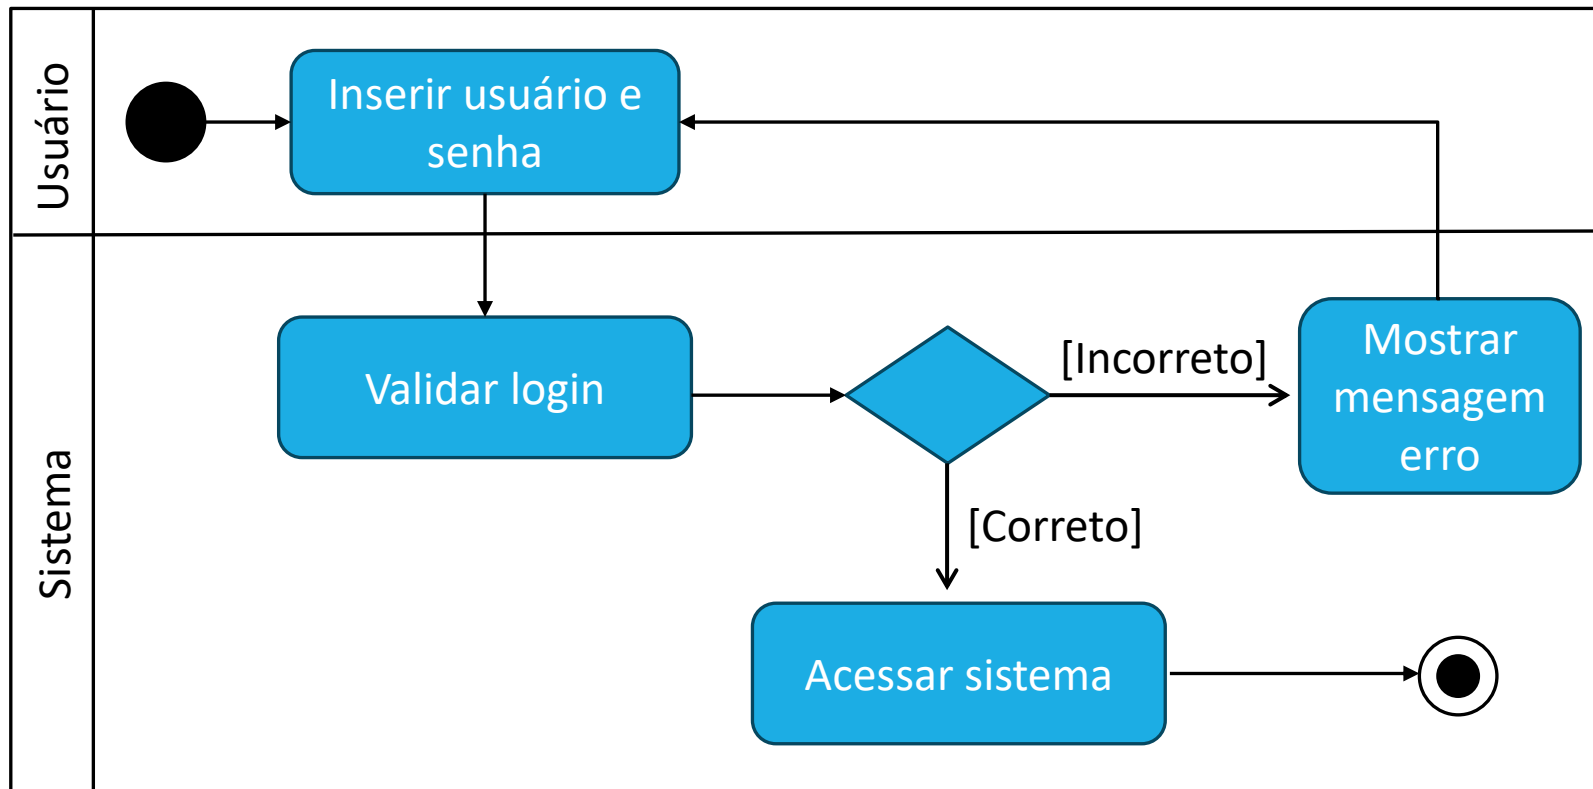 Usuário
Inserir usuário e
senha
Sistema
Validar login
[Incorreto]
Mostrar
mensagem
erro
[Correto]
Acessar sistema